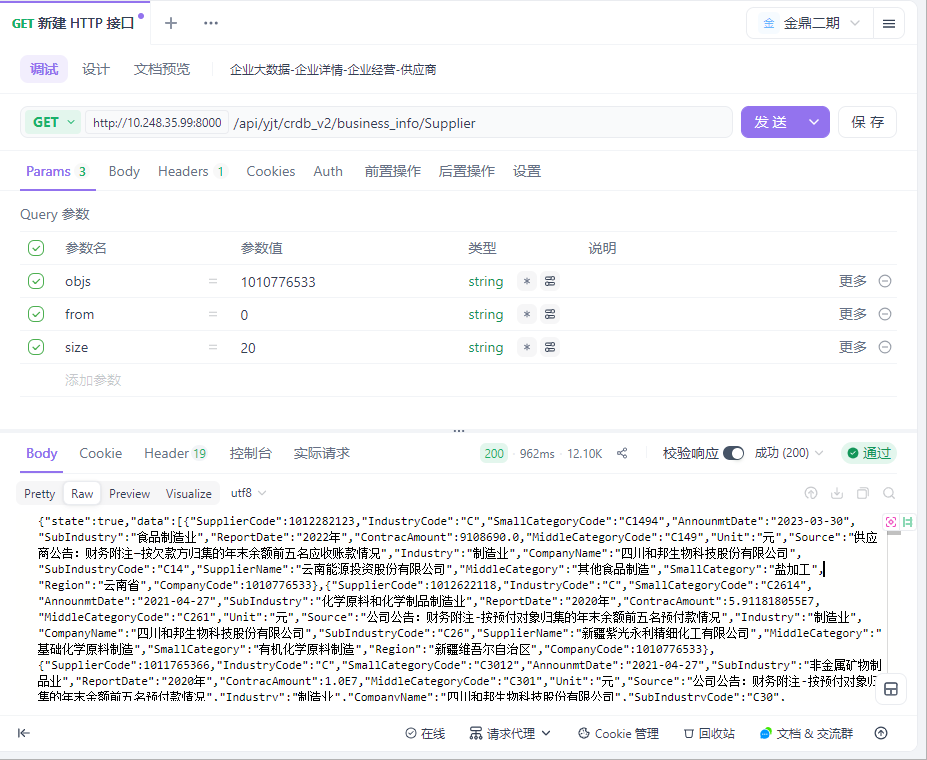 GET 新建 HTTP 接口
金 金鼎二期
调试 设计 文档预览 企业大数据-企业详情-企业经营-供应商
GET http://10.248.35.99:8000 /api/yjt/crdb_v2/business_info/Supplier 发 送 保 存
Params 3 Body Headers 1 Cookies Auth 前置操作 后置操作 设置
Query 参数
参数名 参数值 类型 说明
objs = 1010776533 string * 更多
from = 0 string * 更多
size = 20 string * 更多
添加参数
Body Cookie Header 19 控制台 实际请求 200 · 962ms · 12.10K 校验响应 成功 (200) 通过
Pretty Raw Preview Visualize utf8
{"state":true,"data":[{"SupplierCode":1012282123,"IndustryCode":"C","SmallCategoryCode":"C1494","AnnounmtDate":"2023-03-30",
"SubIndustry":"食品制造业","ReportDate":"2022年","ContracAmount":9108690.0,"MiddleCategoryCode":"C149","Unit":"元","Source":"供应
商公告: 财务附注—按欠款方归集的年末余额前五名应收账款情况","Industry":"制造业","CompanyName":"四川和邦生物科技股份有限公司",
"SubIndustryCode":"C14","SupplierName":"云南能源投资股份有限公司","MiddleCategory":"其他食品制造","SmallCategory":"盐加工",
"Region":"云南省","CompanyCode":1010776533},{"SupplierCode":1012622118,"IndustryCode":"C","SmallCategoryCode":"C2614",
"AnnounmtDate":"2021-04-27","SubIndustry":"化学原料和化学制品制造业","ReportDate":"2020年","ContracAmount":5.911818055E7,
"MiddleCategoryCode":"C261","Unit":"元","Source":"公司公告: 财务附注-按预付对象归集的年末余额前五名预付款情况","Industry":"制造业",
"CompanyName":"四川和邦生物科技股份有限公司","SubIndustryCode":"C26","SupplierName":"新疆紫光永利精细化工有限公司","MiddleCategory":"
基础化学原料制造","SmallCategory":"有机化学原料制造","Region":"新疆维吾尔自治区","CompanyCode":1010776533},
{"SupplierCode":1011765366,"IndustryCode":"C","SmallCategoryCode":"C3012","AnnounmtDate":"2021-04-27","SubIndustry":"非金属矿物制
品业","ReportDate":"2020年","ContracAmount":1.0E7,"MiddleCategoryCode":"C301","Unit":"元","Source":"公司公告: 财务附注-按预付对象归
集的年末余额前五名预付款情况","Industry":"制造业","CompanyName":"四川和邦生物科技股份有限公司","SubIndustryCode":"C30",
在线 请求代理 Cookie 管理 回收站 文档 & 交流群